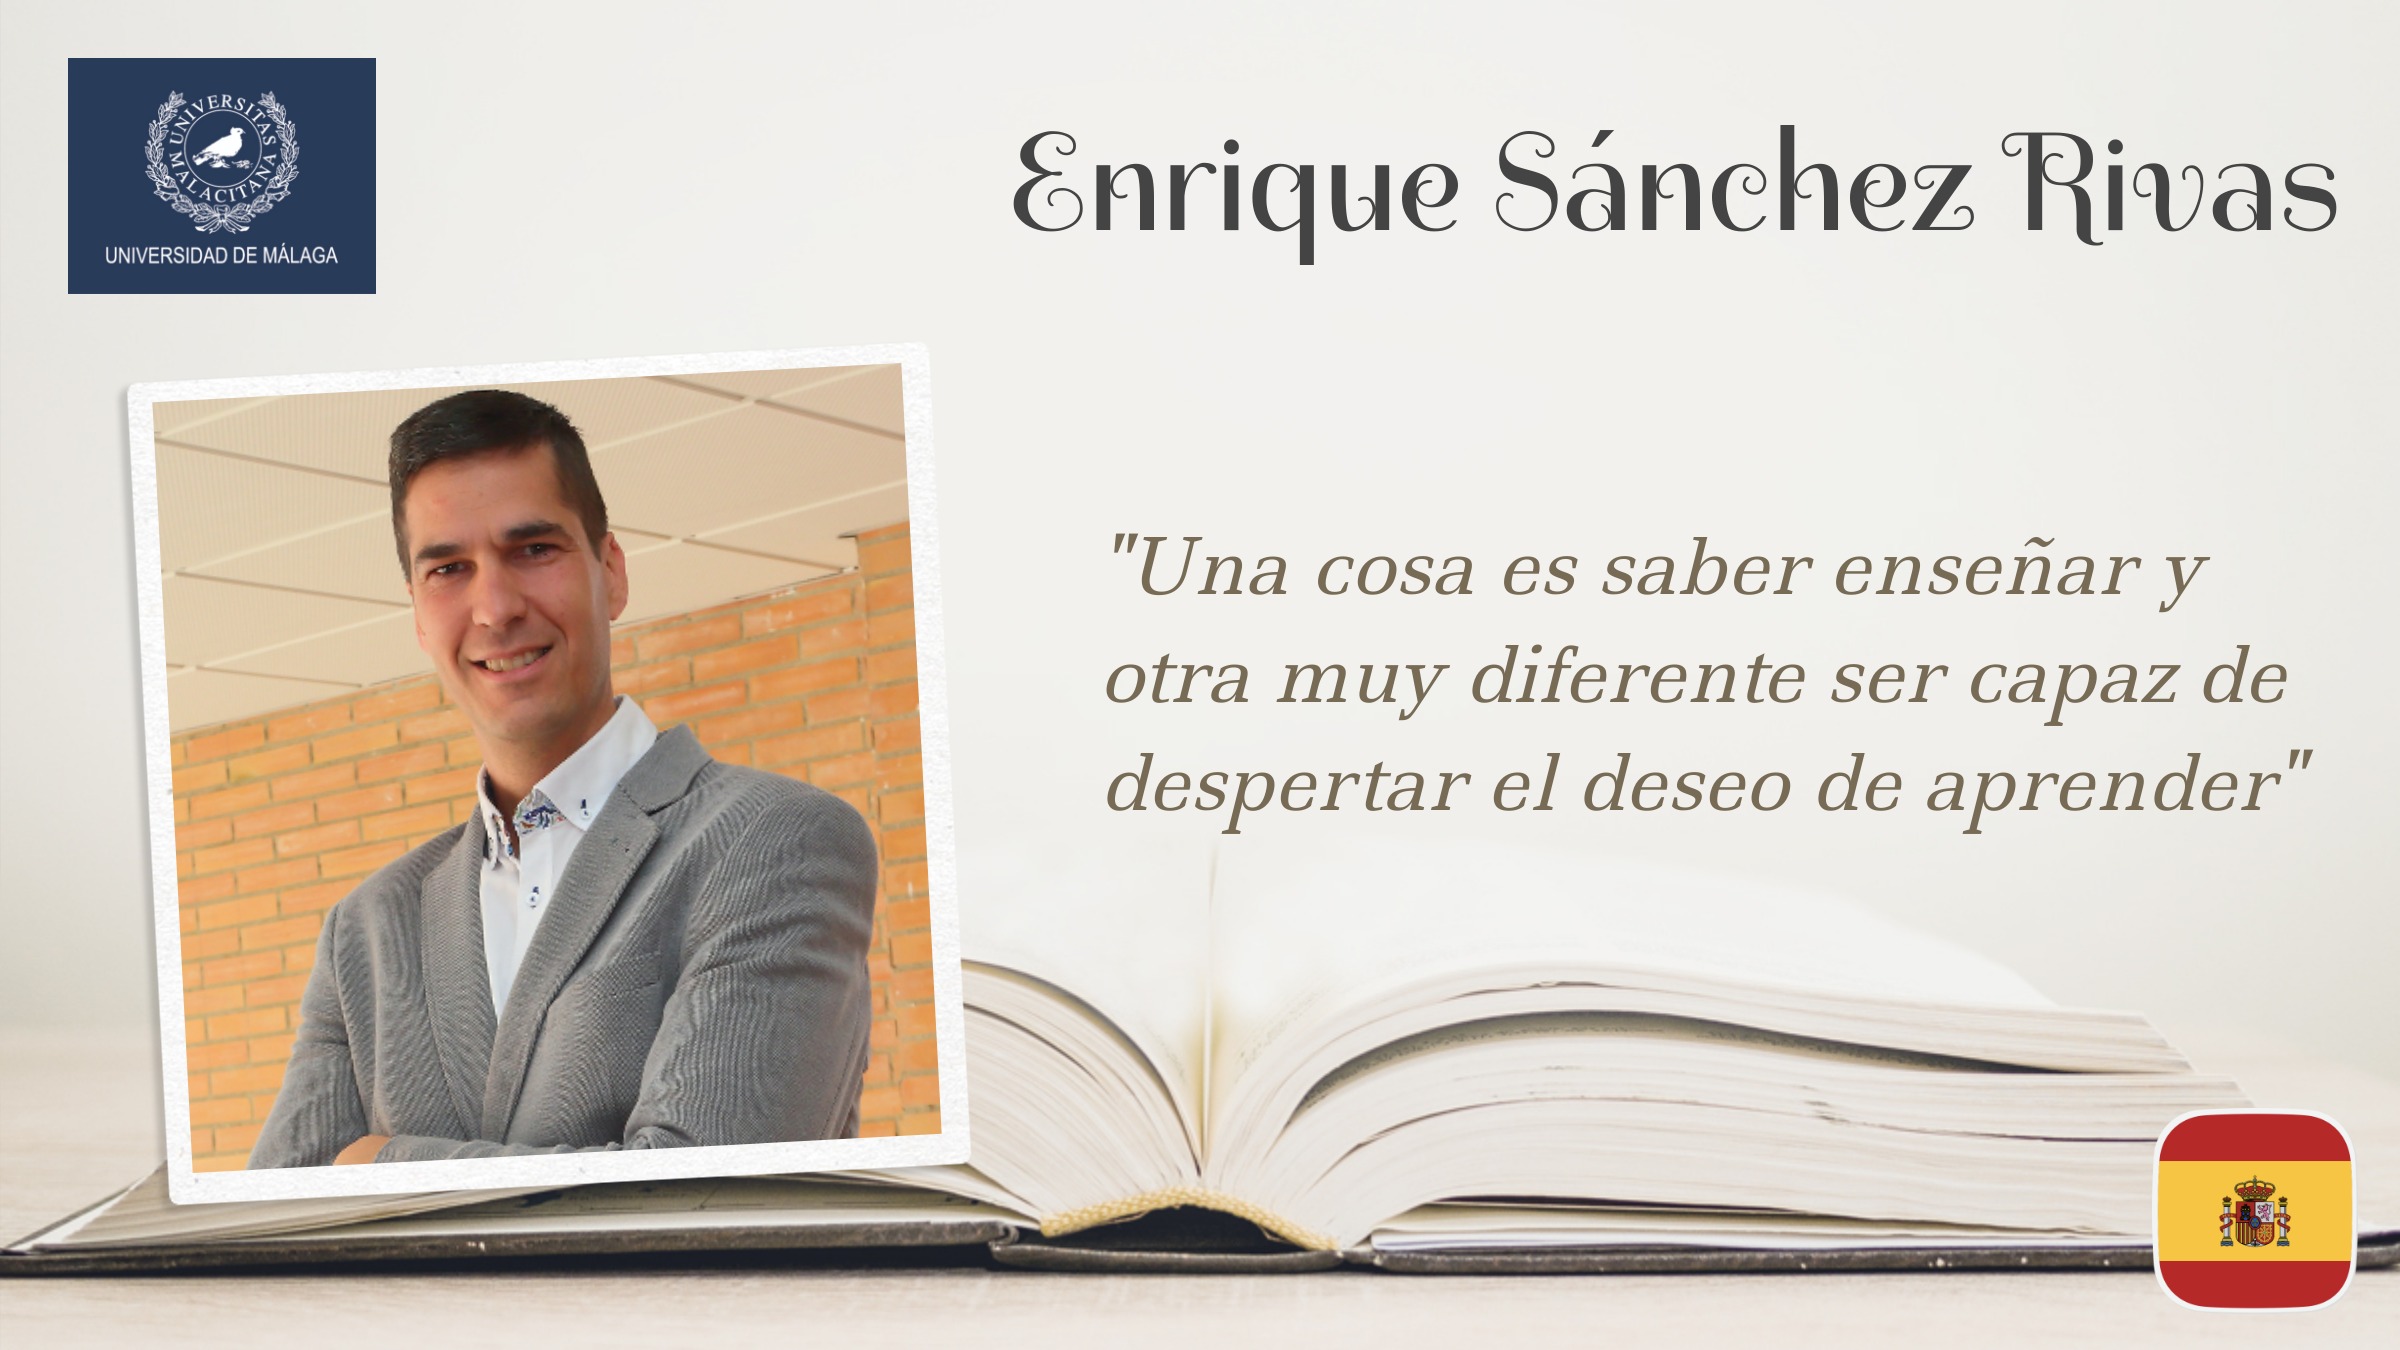 UNIVERSITAS
MALACITANA
UNIVERSIDAD DE MÁLAGA
Enrique Sánchez Rivas
"Una cosa es saber enseñar y
otra muy diferente ser capaz de
despertar el deseo de aprender"